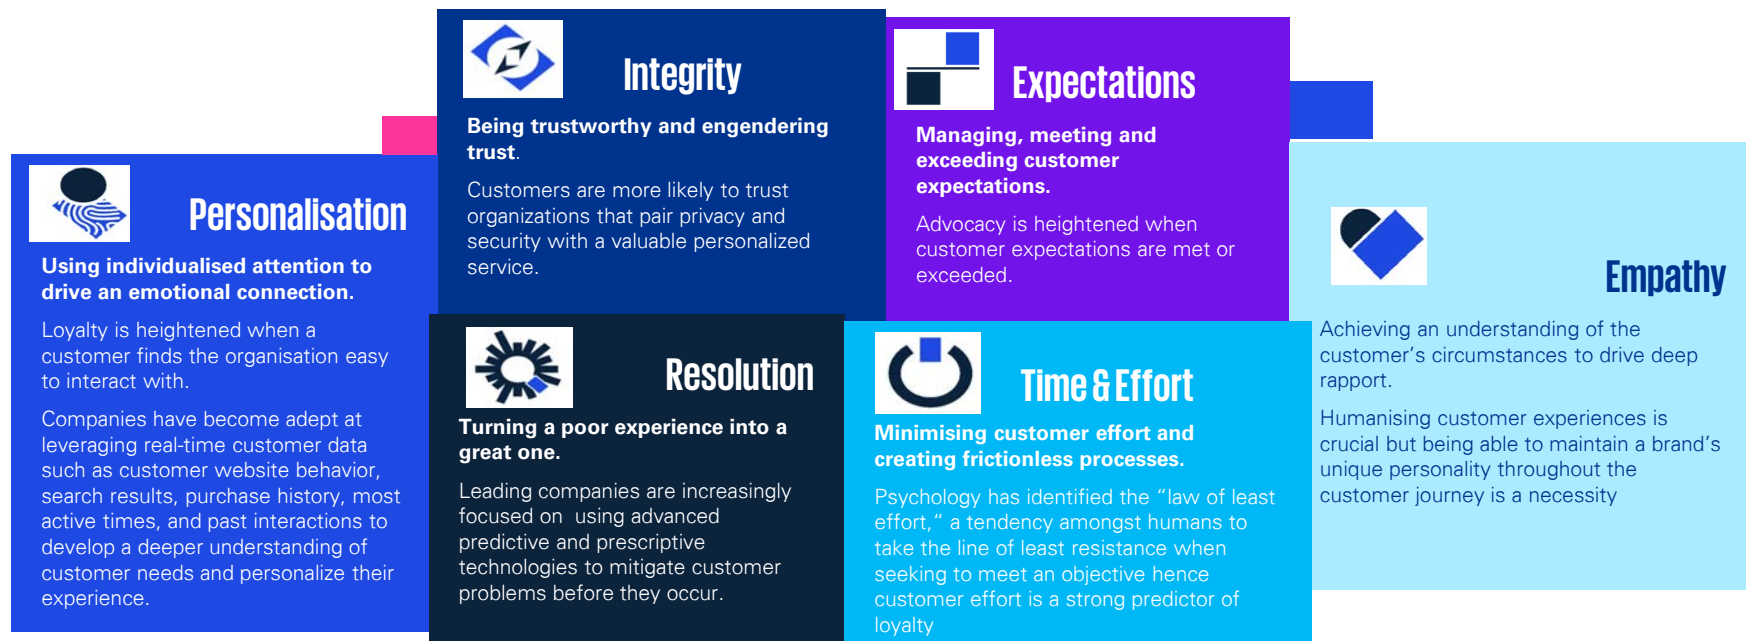 Personalisation
Using individualised attention to
drive an emotional connection.
Loyalty is heightened when a
customer finds the organisation easy
to interact with.
Companies have become adept at
leveraging real-time customer data
such as customer website behavior,
search results, purchase history, most
active times, and past interactions to
develop a deeper understanding of
customer needs and personalize their
experience.
Integrity
Being trustworthy and engendering
trust.
Customers are more likely to trust
organizations that pair privacy and
security with a valuable personalized
service.
Expectations
Managing, meeting and
exceeding customer
expectations.
Advocacy is heightened when
customer expectations are met or
exceeded.
Resolution
Turning a poor experience into a
great one.
Leading companies are increasingly
focused on  using advanced
predictive and prescriptive
technologies to mitigate customer
problems before they occur.
Time & Effort
Minimising customer effort and
creating frictionless processes.
Psychology has identified the “law of least
effort,” a tendency amongst humans to
take the line of least resistance when
seeking to meet an objective hence
customer effort is a strong predictor of
loyalty
Empathy
Achieving an understanding of the
customer’s circumstances to drive deep
rapport.
Humanising customer experiences is
crucial but being able to maintain a brand’s
unique personality throughout the
customer journey is a necessity